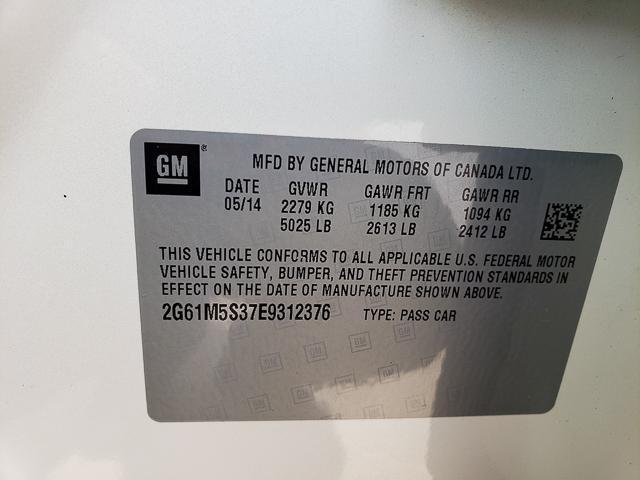 GM®
MFD BY GENERAL MOTORS OF CANADA LTD.
DATE GVWR GAWR FRT GAWR RR
05/14 2279 KG 1185 KG 1094 KG
5025 LB 2613 LB 2412 LB
THIS VEHICLE CONFORMS TO ALL APPLICABLE U.S. FEDERAL MOTOR
VEHICLE SAFETY, BUMPER, AND THEFT PREVENTION STANDARDS IN
EFFECT ON THE DATE OF MANUFACTURE SHOWN ABOVE.
2G61M5S37E9312376 TYPE: PASS CAR